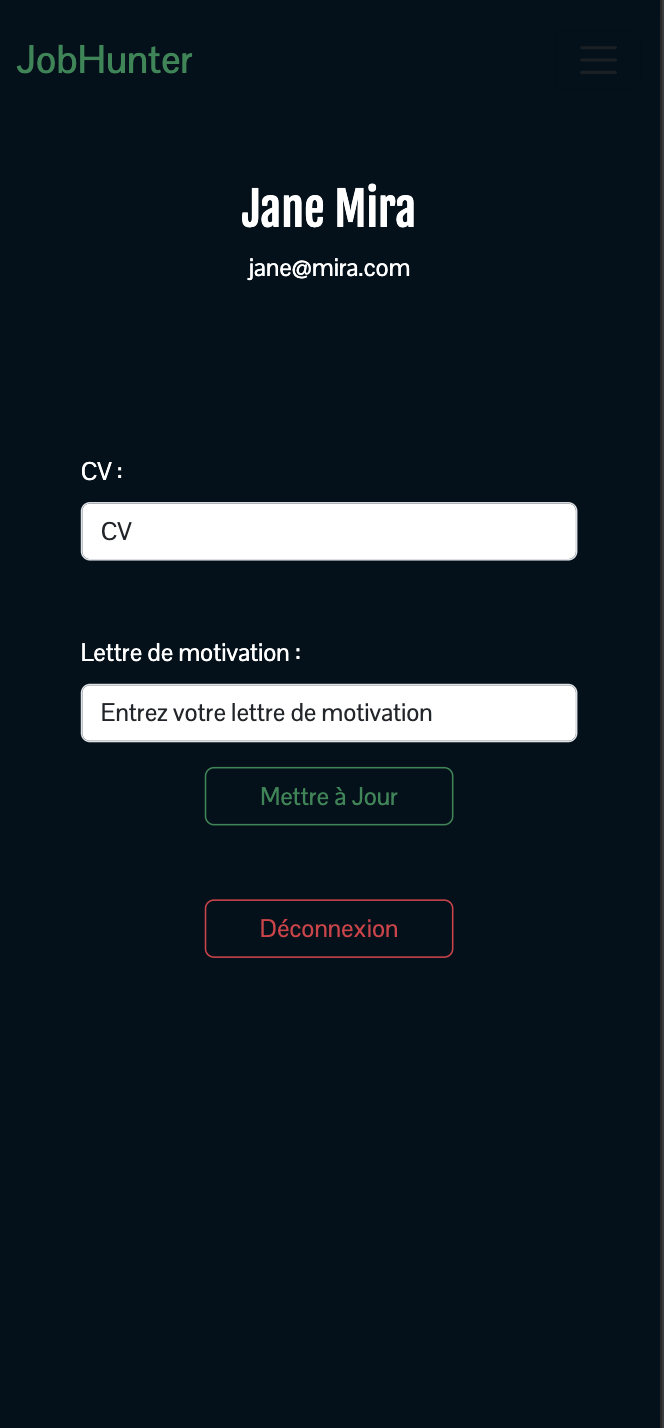 JobHunter
Jane Mira
jane@mira.com
CV :
CV
Lettre de motivation :
Entrez votre lettre de motivation
Mettre à Jour
Déconnexion